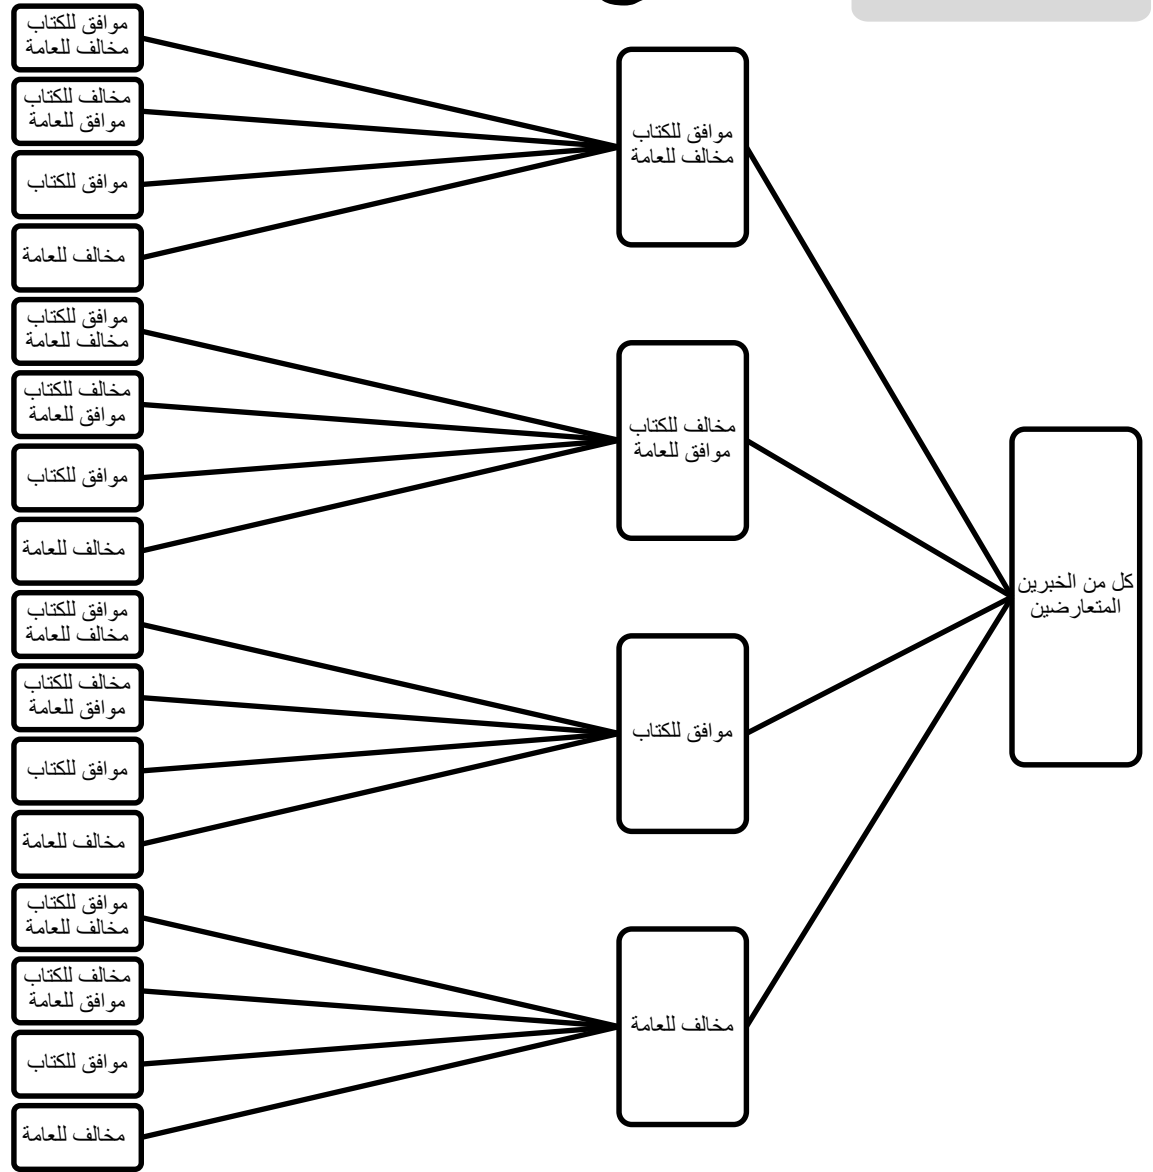 كل من الخبرين
المتعارضين
موافق للكتاب
مخالف للعامة
مخالف للكتاب
موافق للعامة
موافق للكتاب
مخالف للعامة
موافق للكتاب
مخالف للعامة
مخالف للكتاب
موافق للعامة
موافق للكتاب
مخالف للعامة
موافق للكتاب
مخالف للعامة
مخالف للكتاب
موافق للعامة
موافق للكتاب
مخالف للعامة
موافق للكتاب
مخالف للعامة
مخالف للكتاب
موافق للعامة
موافق للكتاب
مخالف للعامة
موافق للكتاب
مخالف للعامة
مخالف للكتاب
موافق للعامة
موافق للكتاب
مخالف للعامة